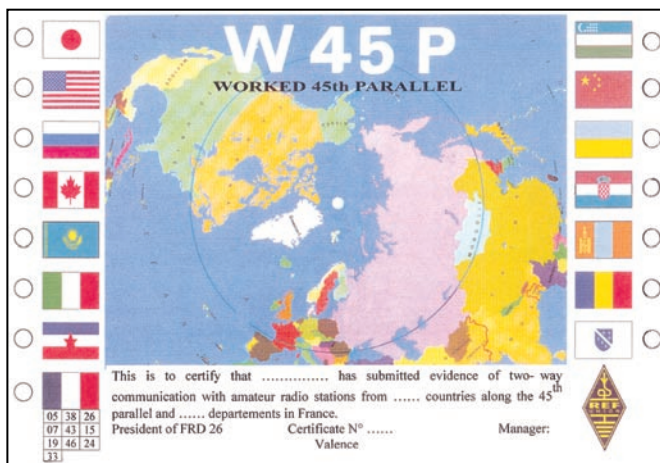 W 45 P
WORKED 45th PARALLEL
This is to certify that ................ has submitted evidence of two- way
communication with amateur radio stations from ...... countries along the 45th
parallel and ...... departements in France.
President of FRD 26 Certificate N° ...... Manager:
Valence
05 38 26
07 43 15
19 46 24
33
REF
UNION